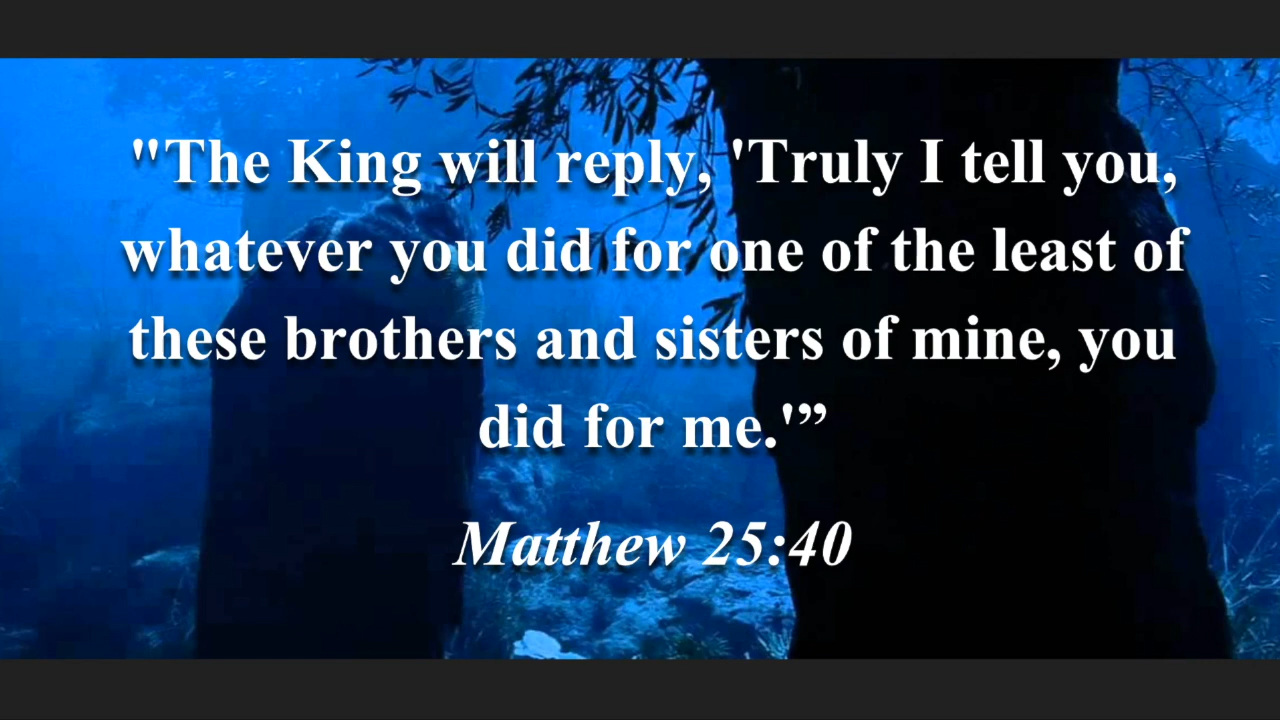 "The King will reply, 'Truly I tell you,
whatever you did for one of the least of
these brothers and sisters of mine, you
did for me.'”
Matthew 25:40